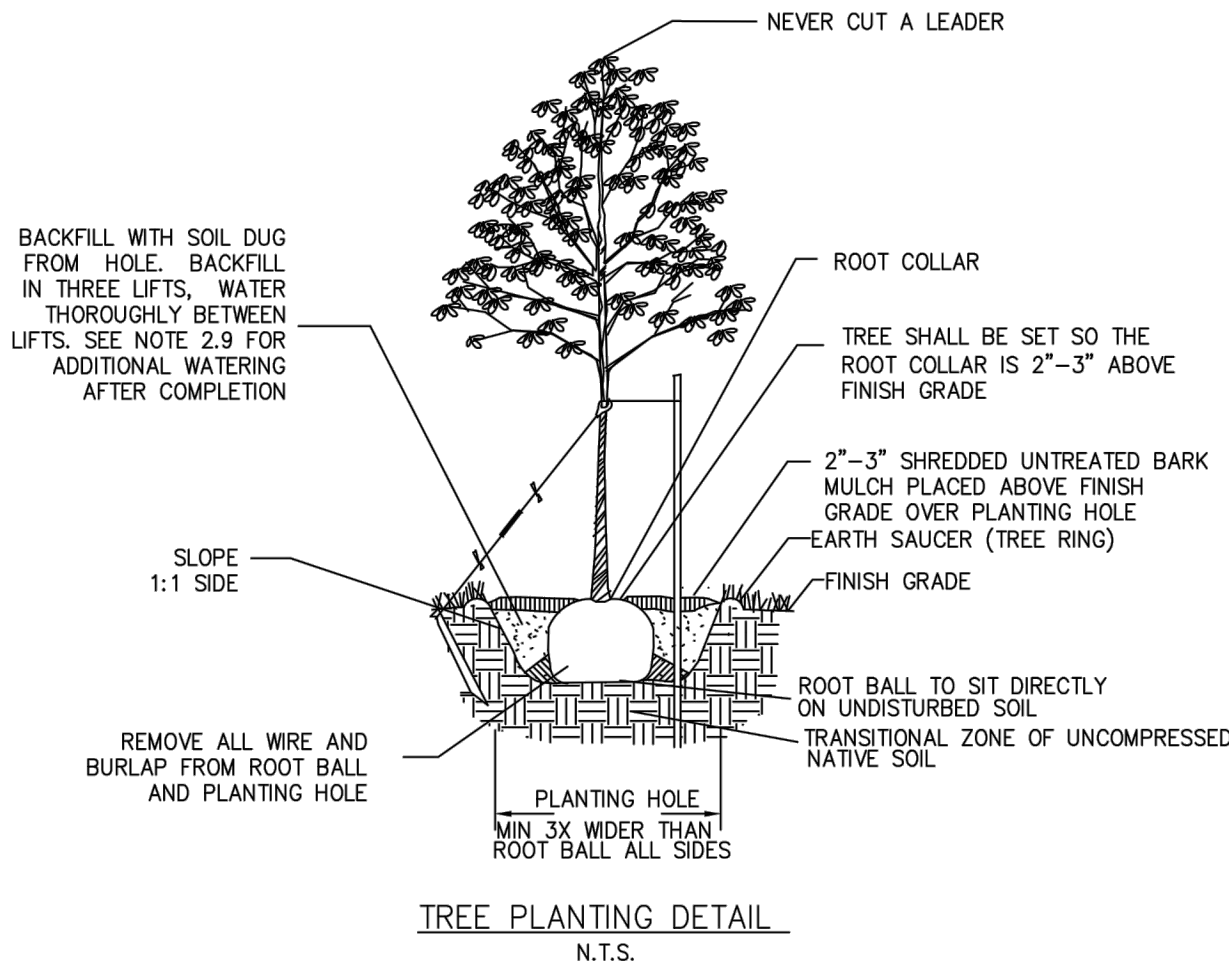 NEVER CUT A LEADER
BACKFILL WITH SOIL DUG
FROM HOLE. BACKFILL
IN THREE LIFTS, WATER
THOROUGHLY BETWEEN
LIFTS. SEE NOTE 2.9 FOR
ADDITIONAL WATERING
AFTER COMPLETION
ROOT COLLAR
TREE SHALL BE SET SO THE
ROOT COLLAR IS 2"-3" ABOVE
FINISH GRADE
2"-3" SHREDDED UNTREATED BARK
MULCH PLACED ABOVE FINISH
GRADE OVER PLANTING HOLE
EARTH SAUCER (TREE RING)
SLOPE
1:1 SIDE
FINISH GRADE
ROOT BALL TO SIT DIRECTLY
ON UNDISTURBED SOIL
TRANSITIONAL ZONE OF UNCOMPRESSED
NATIVE SOIL
REMOVE ALL WIRE AND
BURLAP FROM ROOT BALL
AND PLANTING HOLE
PLANTING HOLE
MIN 3X WIDER THAN
ROOT BALL ALL SIDES
TREE PLANTING DETAIL
N.T.S.